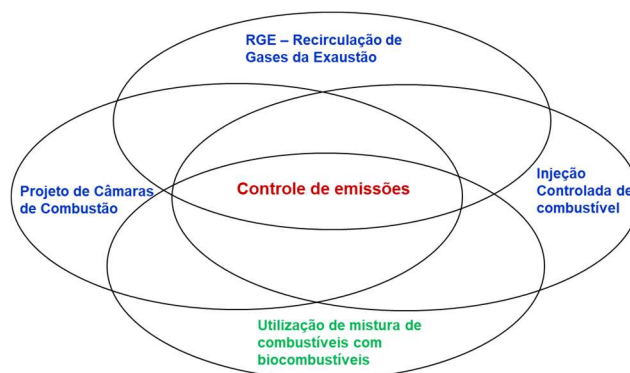 RGE – Recirculação de
Gases da Exaustão
Projeto de Câmaras
de Combustão
Controle de emissões
Injeção
Controlada de
combustível
Utilização de mistura de
combustíveis com
biocombustíveis